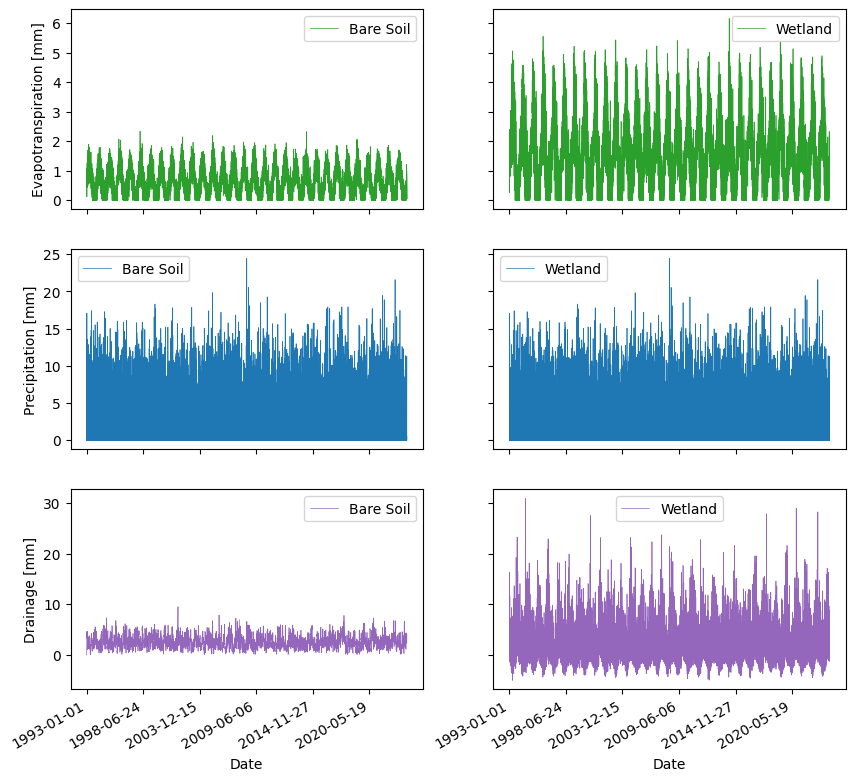 Evapotranspiration [mm]
6
5
4
3
2
1
0
Bare Soil
Wetland
Precipitation [mm]
25
20
15
10
5
0
Bare Soil
Wetland
Drainage [mm]
30
20
10
0
Bare Soil
Wetland
1993-01-01
1998-06-24
2003-12-15
2009-06-06
2014-11-27
2020-05-19
Date
1993-01-01
1998-06-24
2003-12-15
2009-06-06
2014-11-27
2020-05-19
Date